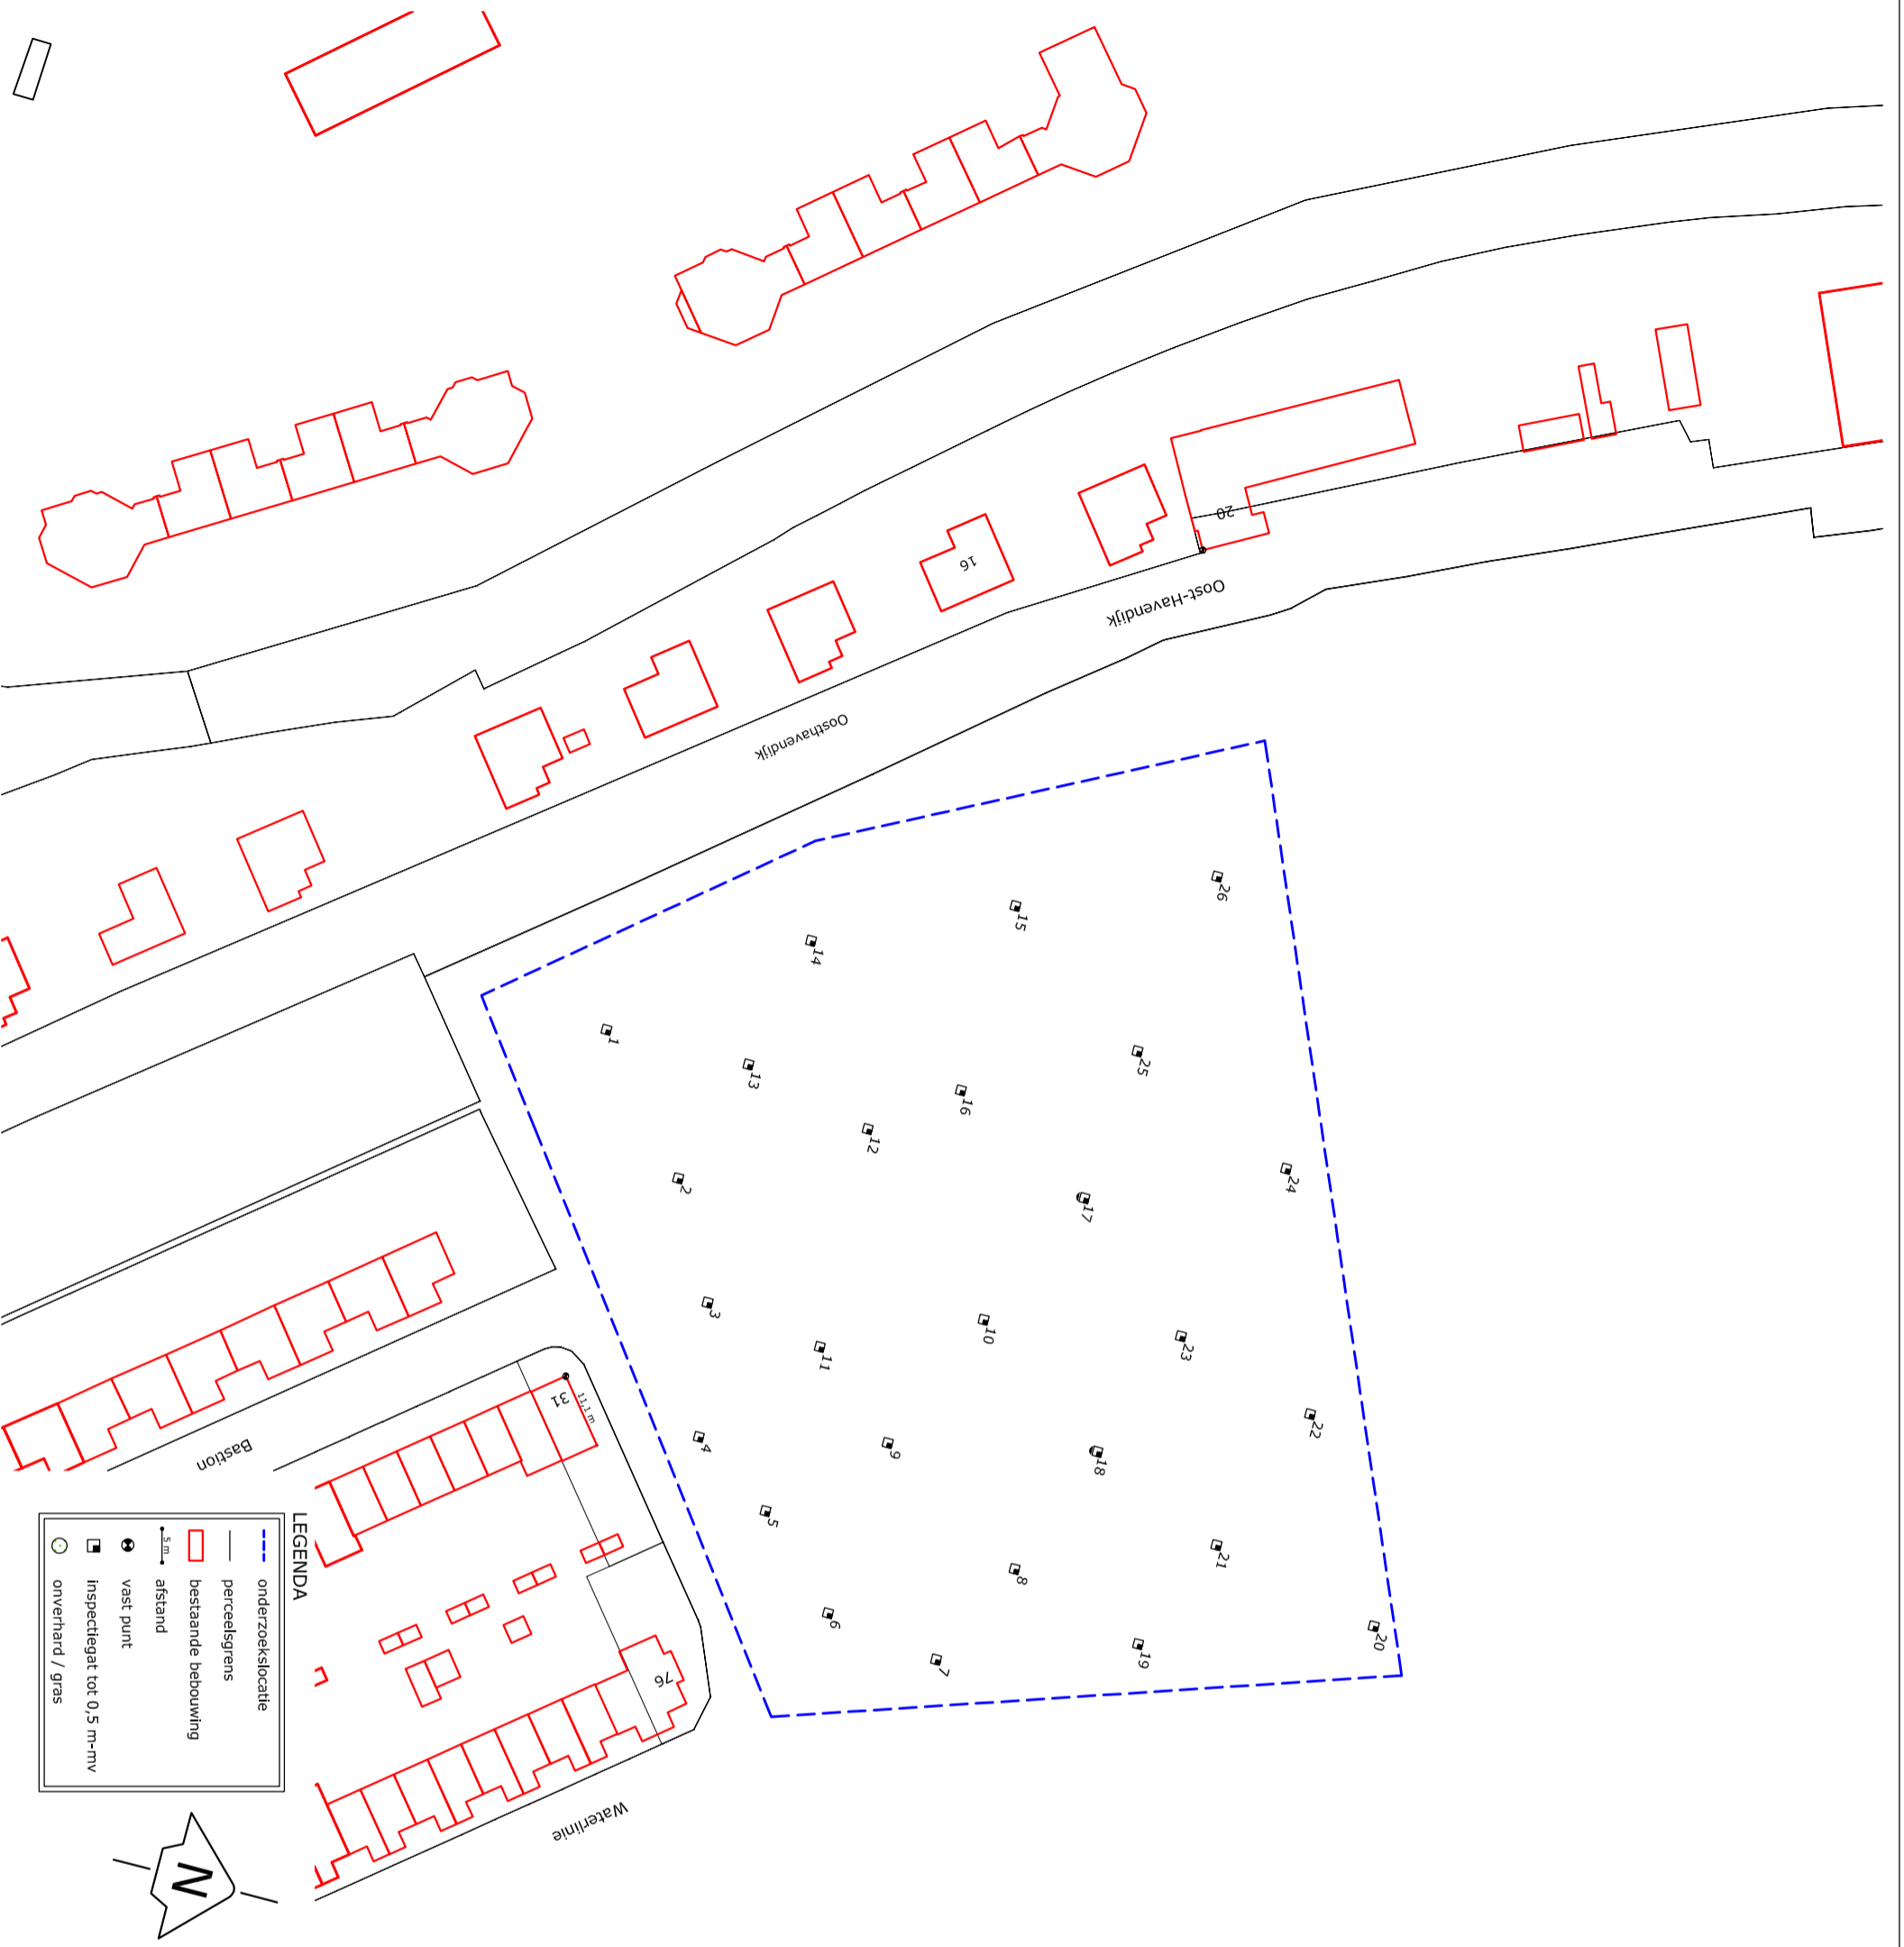 20
Oost-Havendijk
16
Oosthavendijk
26
15
14
1
13
25
16
12
2
24
17
3
10
11
23
31
11,1 m
4
9
22
18
Bastion
5
21
8
6
20
19
7
76
Waterlinie
LEGENDA
onderzoekslocatie
perceelsgrens
bestaande bebouwing
5 m
afstand
vast punt
inspectiegat tot 0,5 m-mv
onverhard / gras
N